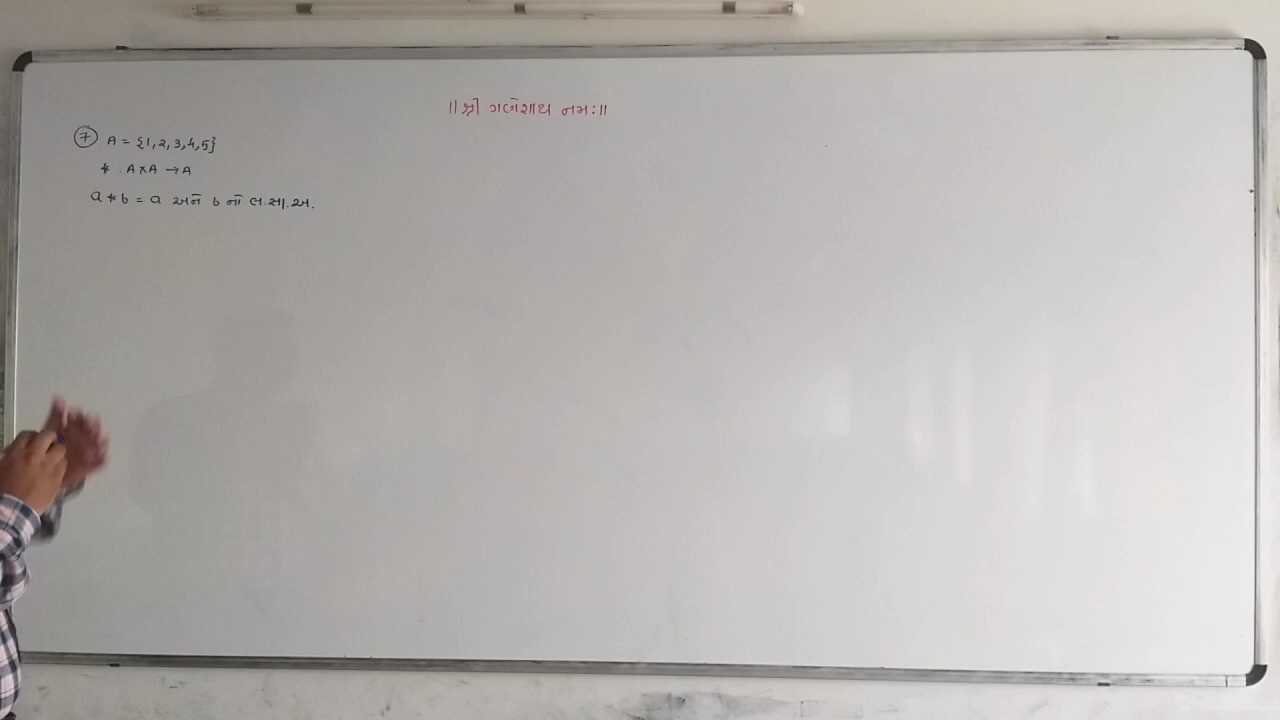 ॥ શ્રી ગણેશાય નમઃ ॥
7 A = {1,2,3,4,5}
* : A×A → A
a * b = a અને b નો લ.સા.અ.